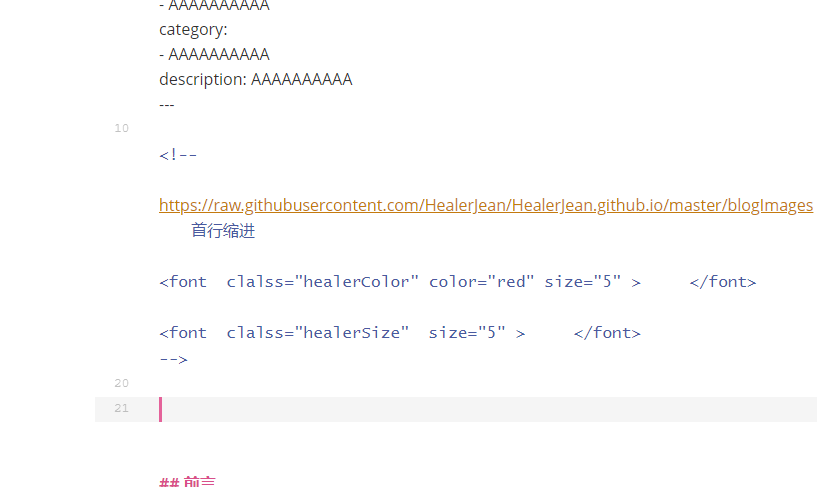 - AAAAAAAAAA
category:
- AAAAAAAAAA
description: AAAAAAAAAA
---
10
<!--
https://raw.githubusercontent.com/HealerJean/HealerJean.github.io/master/blogImages
首行缩进
<font  clalss="healerColor" color="red" size="5" >     </font>
<font  clalss="healerSize"  size="5" >     </font>
-->
20
21
## 前言